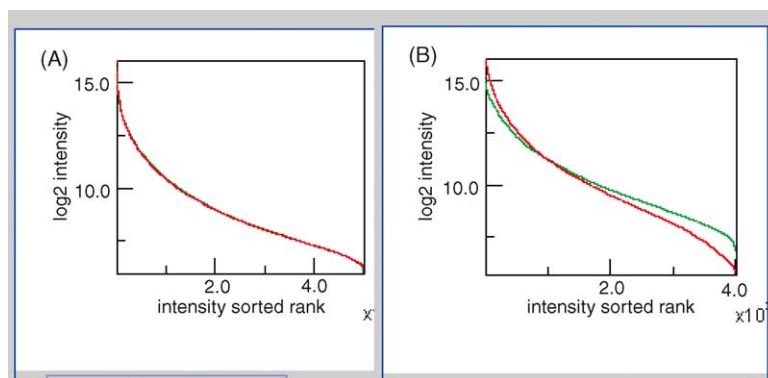 (A)
15.0
10.0
log2 intensity
2.0 4.0
intensity sorted rank
(B)
15.0
10.0
log2 intensity
2.0 4.0
intensity sorted rank